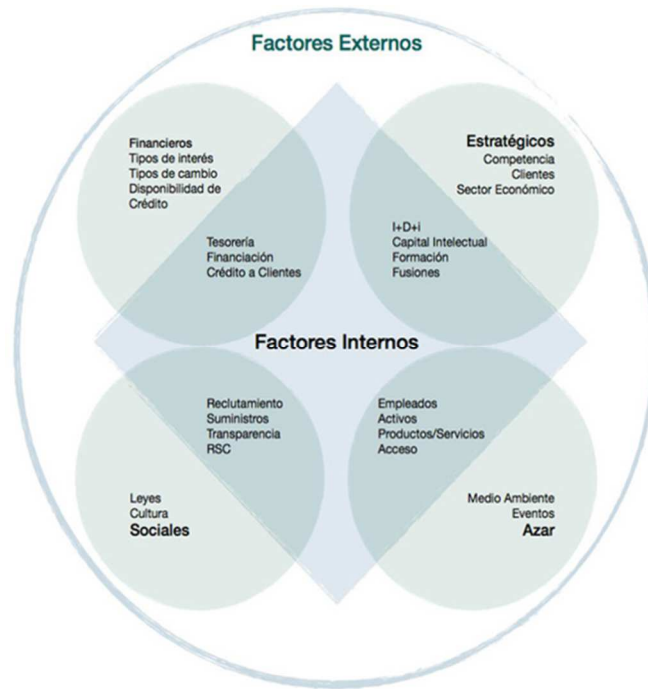 Factores Externos
Financieros
Tipos de interés
Tipos de cambio
Disponibilidad de
Crédito
Tesorería
Financiación
Crédito a Clientes
Estratégicos
Competencia
Clientes
Sector Económico
I+D+i
Capital Intelectual
Formación
Fusiones
Factores Internos
Reclutamiento
Suministros
Transparencia
RSC
Leyes
Cultura
Sociales
Empleados
Activos
Productos/Servicios
Acceso
Medio Ambiente
Eventos
Azar